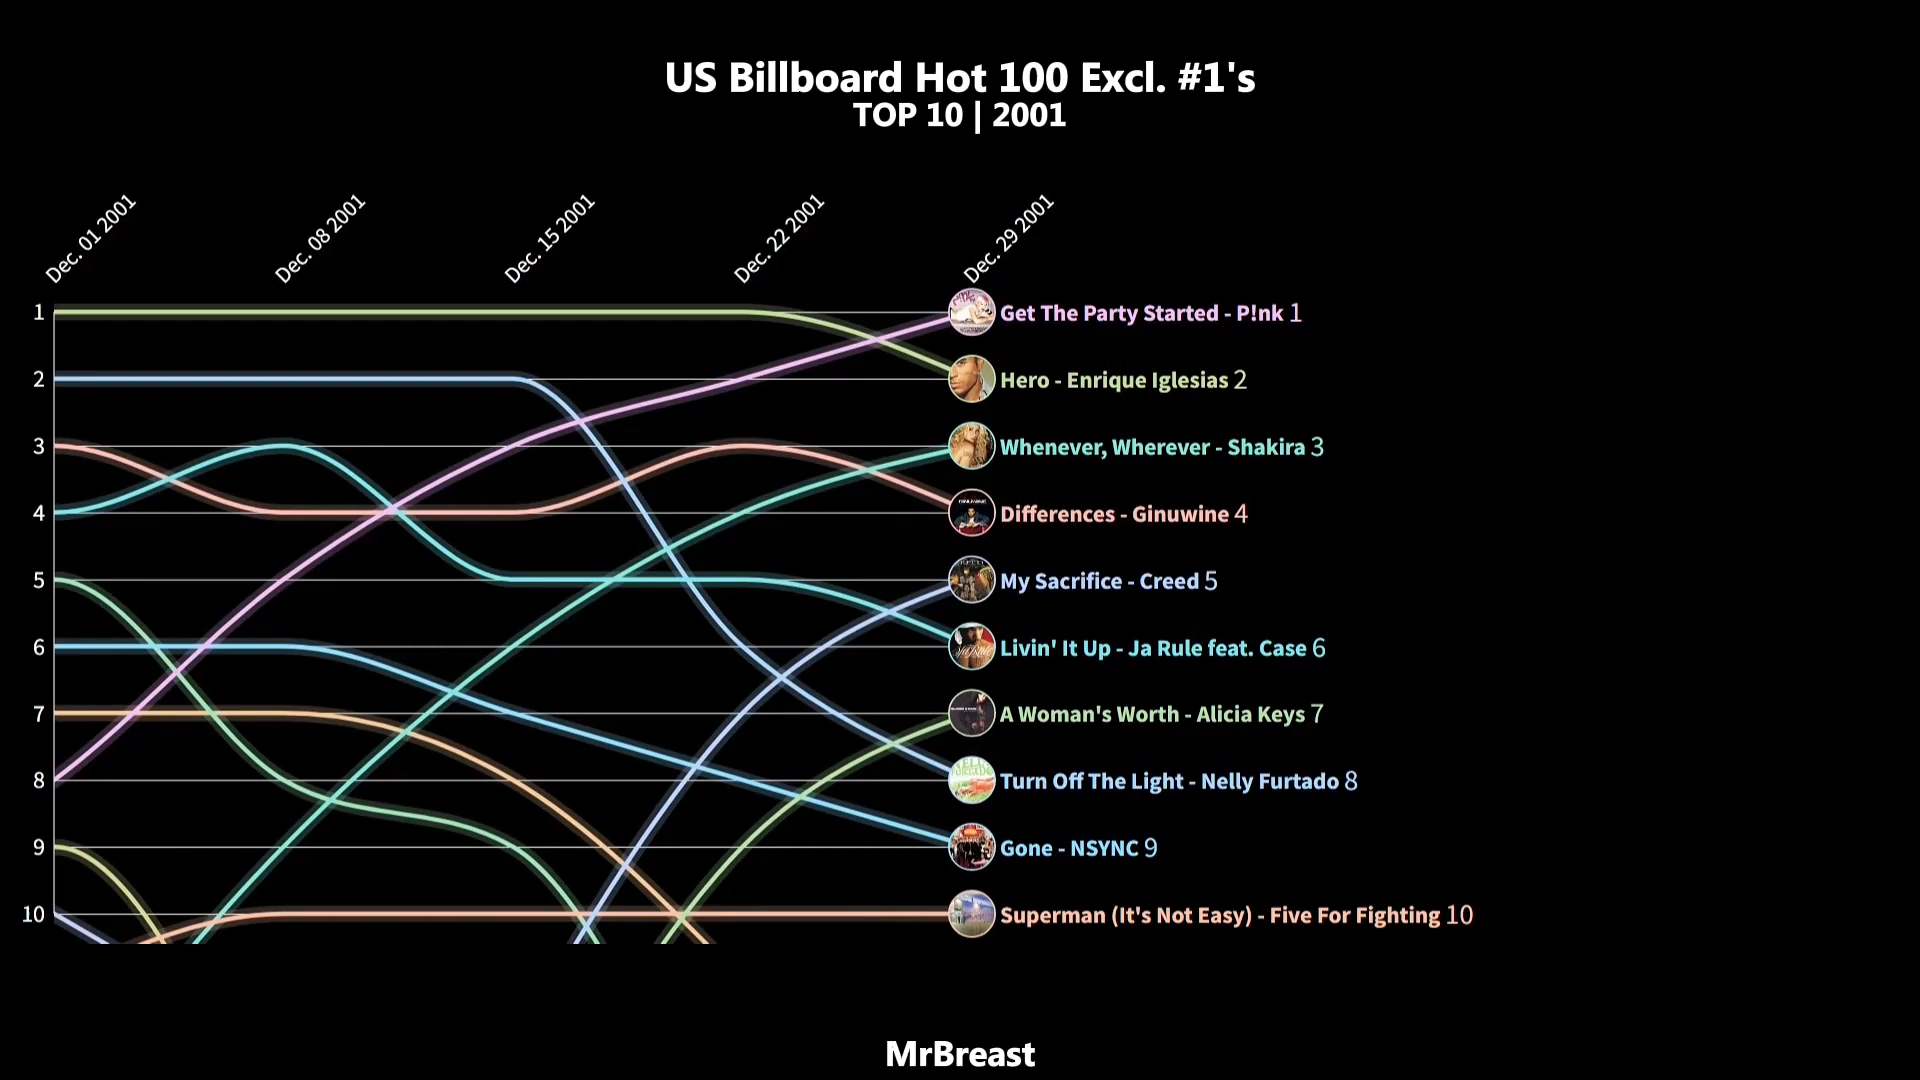 US Billboard Hot 100 Excl. #1's
TOP 10 | 2001
Dec. 01 2001
Dec. 08 2001
Dec. 15 2001
Dec. 22 2001
Dec. 29 2001
1
2
3
4
5
6
7
8
9
10
Get The Party Started - P!nk 1
Hero - Enrique Iglesias 2
Whenever, Wherever - Shakira 3
Differences - Ginuwine 4
My Sacrifice - Creed 5
Livin' It Up - Ja Rule feat. Case 6
A Woman's Worth - Alicia Keys 7
Turn Off The Light - Nelly Furtado 8
Gone - NSYNC 9
Superman (It's Not Easy) - Five For Fighting 10
MrBreast